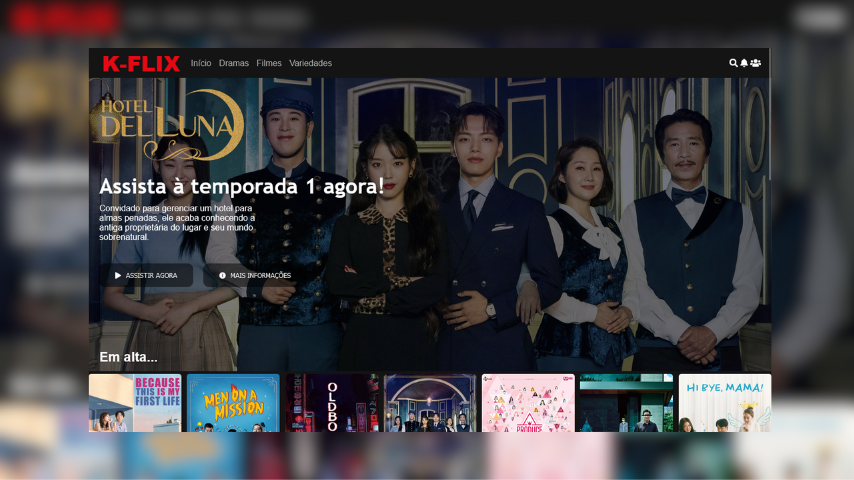 K-FLIX
Início Dramas Filmes Variedades
HOTEL
DEL LUNA
Assista à temporada 1 agora!
Convidado para gerenciar um hotel para
almas penadas, ele acaba conhecendo a
antiga proprietária do lugar e seu mundo
sobrenatural.
ASSISTIR AGORA MAIS INFORMAÇÕES
Em alta...
BECAUSE
THIS IS MY
FIRST LIFE
MEN ON A
MISSION
OLDBO
PRODUCE
HI BYE, MAMA!